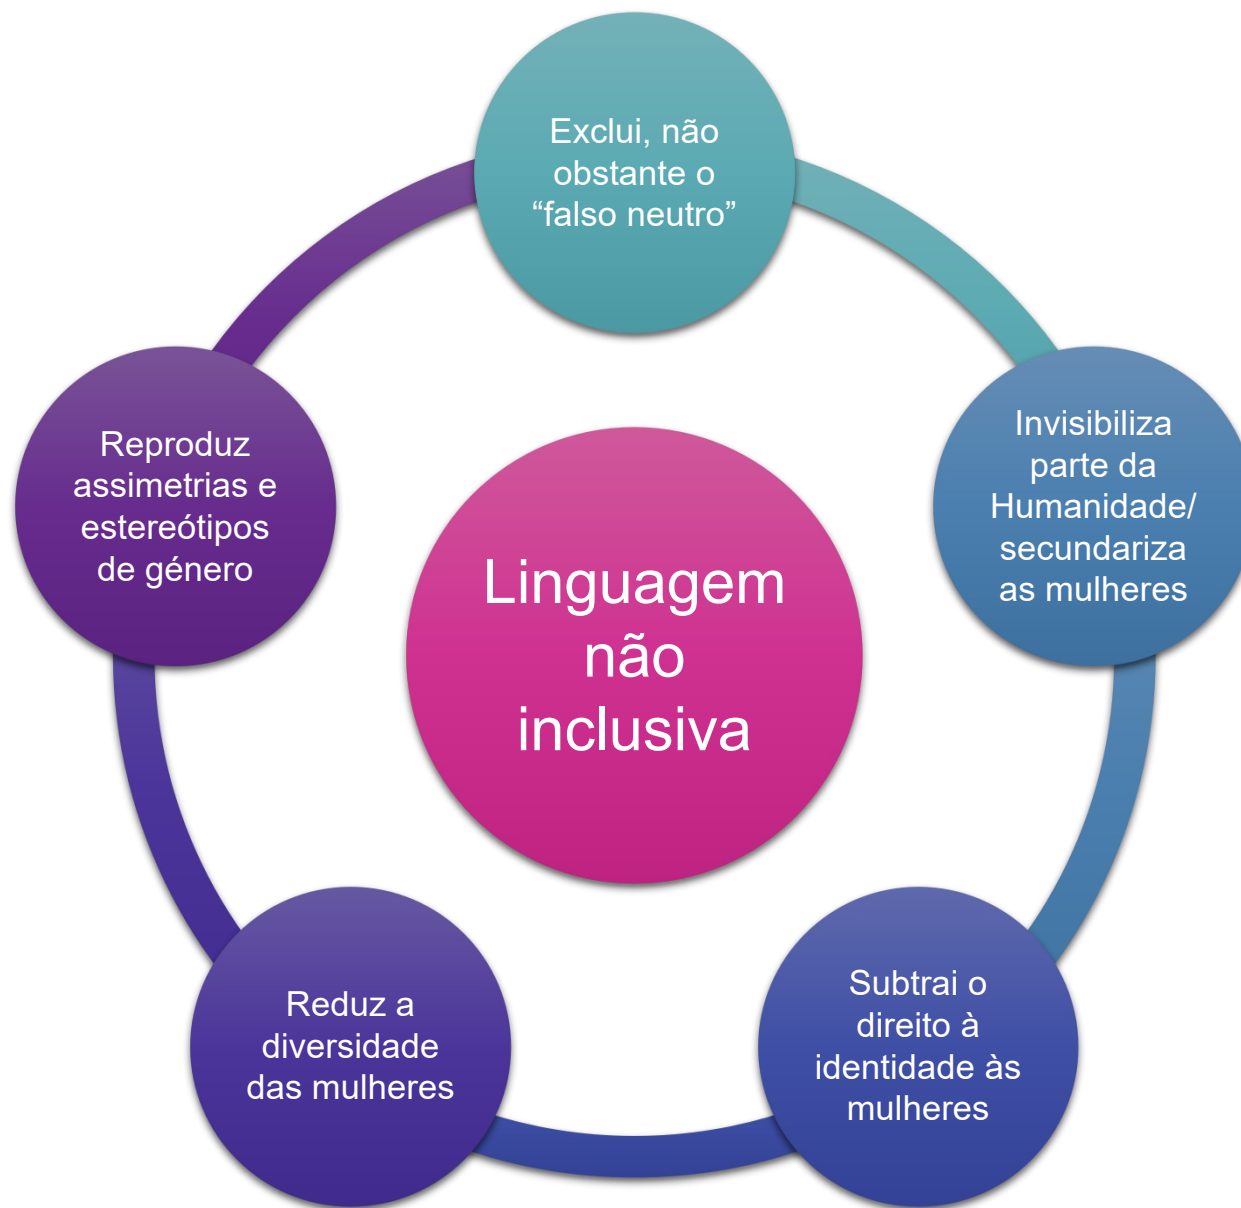 Exclui, não
obstante o
“falso neutro”
Invisibiliza
parte da
Humanidade/
secundariza
as mulheres
Subtrai o
direito à
identidade às
mulheres
Reduz a
diversidade
das mulheres
Reproduz
assimetrias e
estereótipos
de género
Linguagem
não
inclusiva